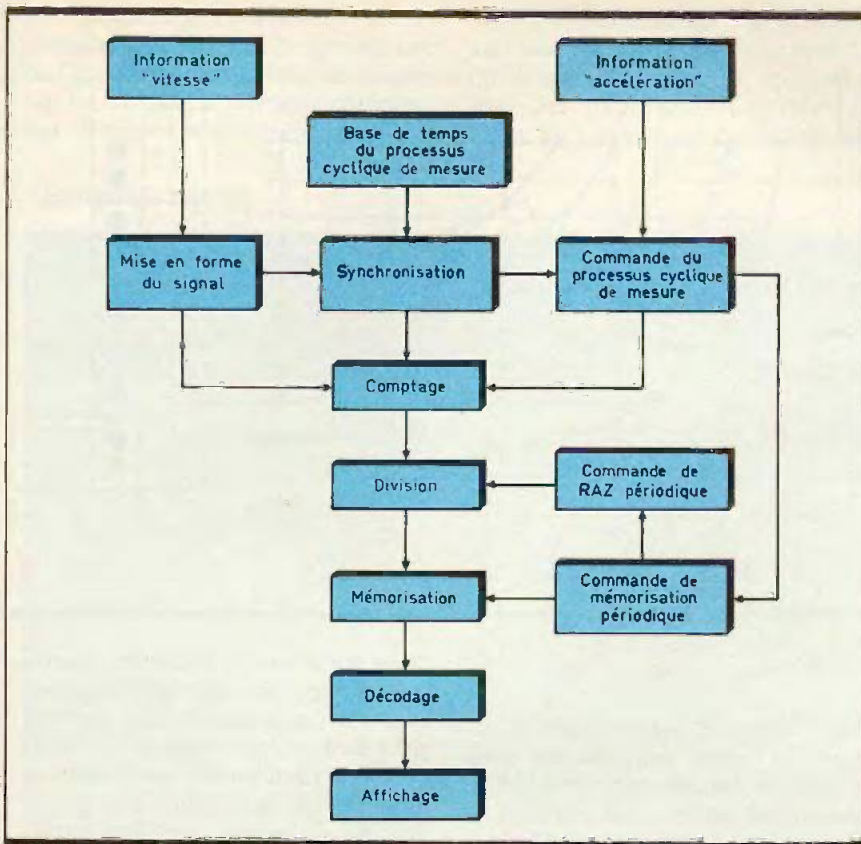 Information
"vitesse"
Information
"accélération"
Base de temps
du processus
cyclique de mesure
Mise en forme
du signal
Synchronisation
Commande du
processus cyclique
de mesure
Comptage
Division
Commande de
RAZ périodique
Mémorisation
Commande de
mémorisation
périodique
Décodage
Affichage